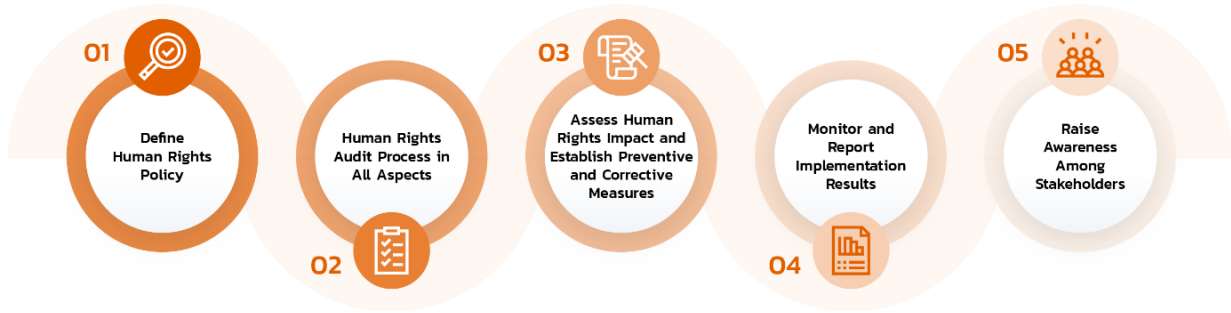 01
Define
Human Rights
Policy
02
Human Rights
Audit Process in
All Aspects
03
Assess Human
Rights Impact and
Establish Preventive
and Corrective
Measures
04
Monitor and
Report
Implementation
Results
05
Raise
Awareness
Among
Stakeholders